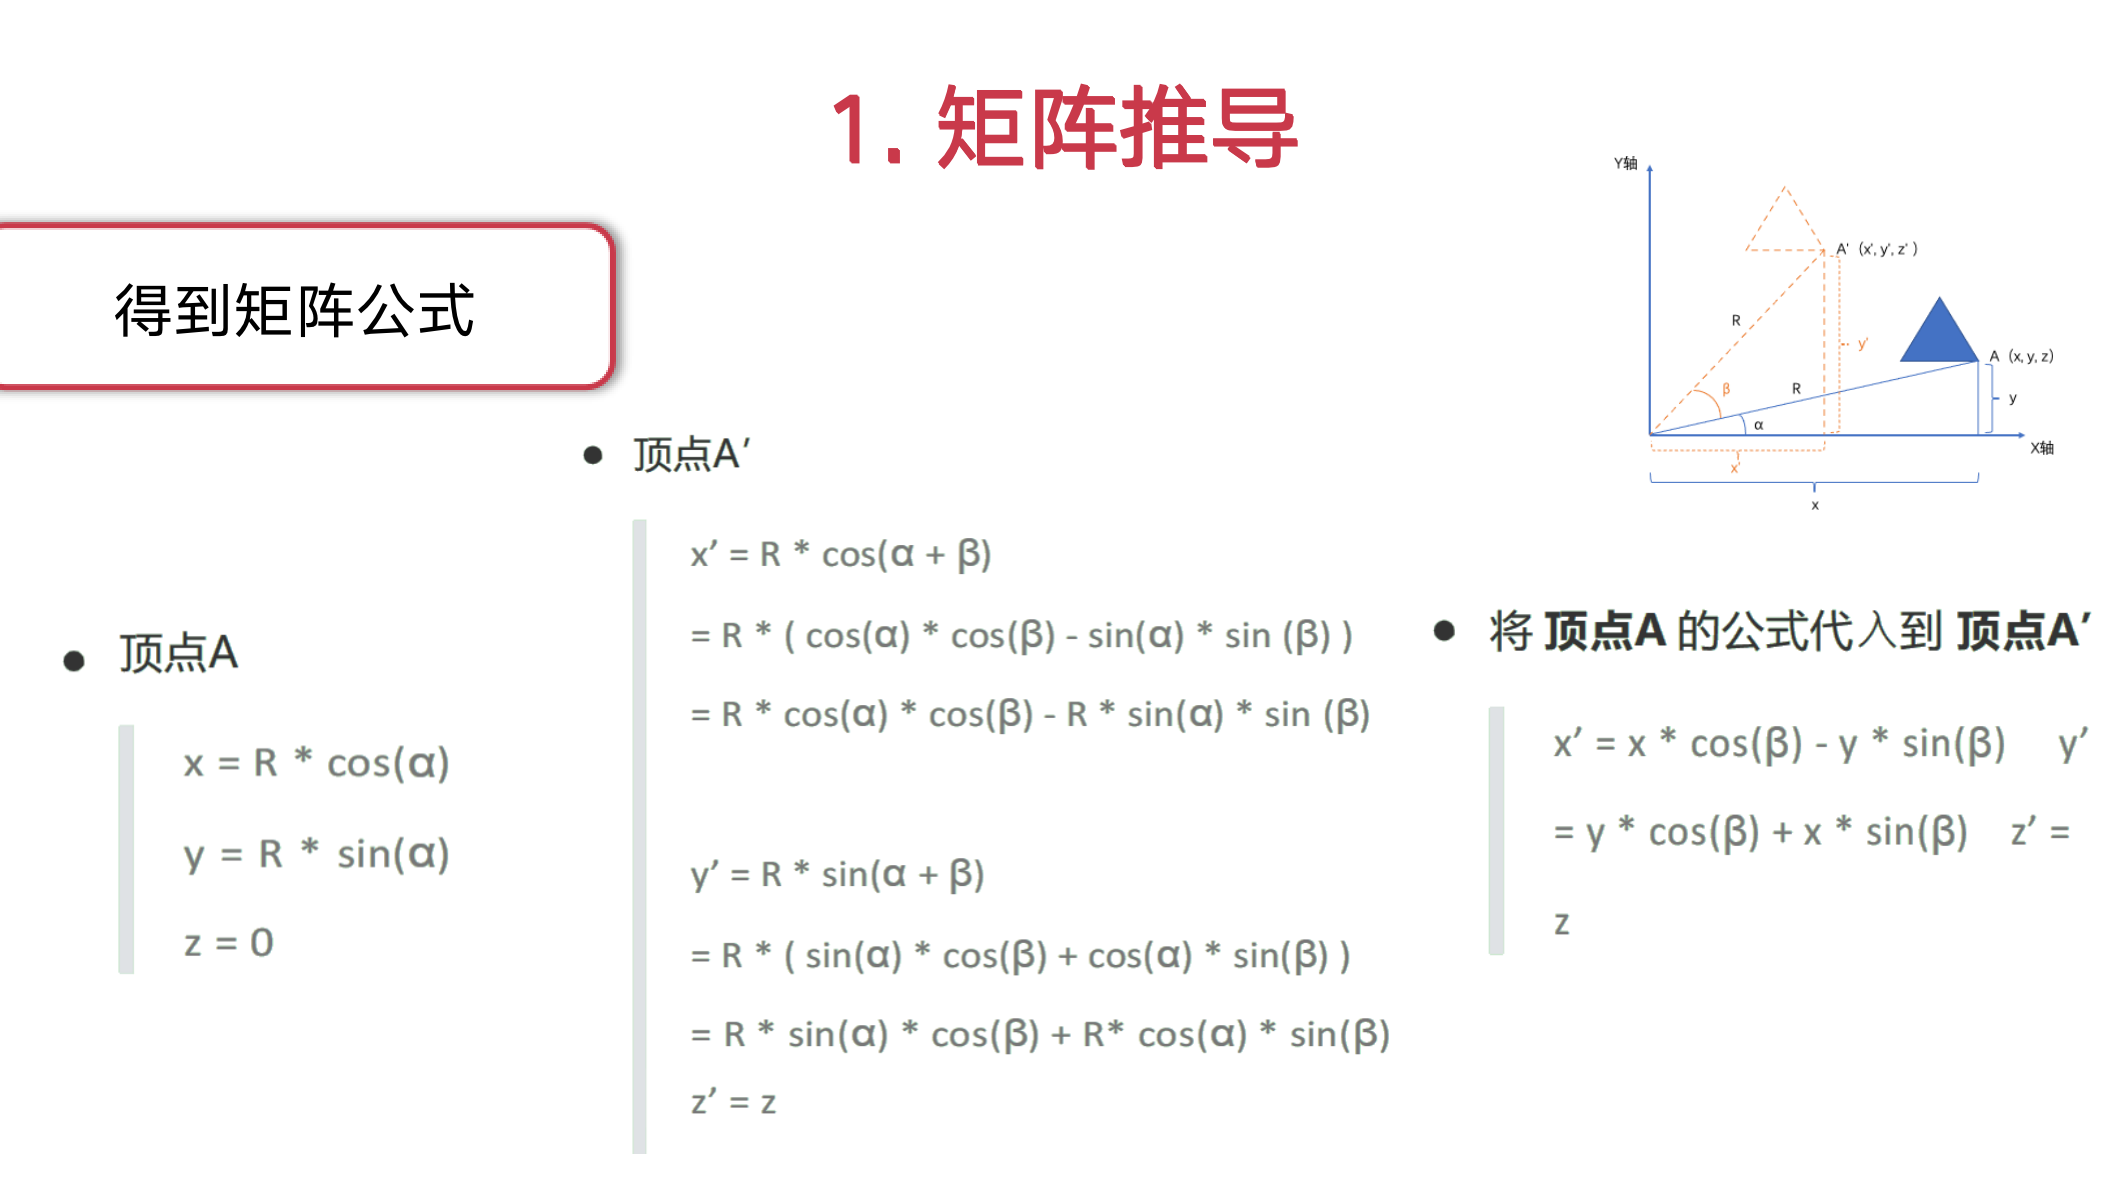 1. 矩阵推导
得到矩阵公式
Y轴
A'（x', y', z' ）
R
y'
A（x, y, z）
β
R
y
α
X轴
x'
x
● 顶点A
x = R * cos(α)
y = R * sin(α)
z = 0
● 顶点A’
x’ = R * cos(α + β)
= R * ( cos(α) * cos(β) - sin(α) * sin (β) )
= R * cos(α) * cos(β) - R * sin(α) * sin (β)
y’ = R * sin(α + β)
= R * ( sin(α) * cos(β) + cos(α) * sin(β) )
= R * sin(α) * cos(β) + R* cos(α) * sin(β)
z’ = z
● 将 顶点A 的公式代入到 顶点A’
x’ = x * cos(β) - y * sin(β) y’
= y * cos(β) + x * sin(β) z’ =
z